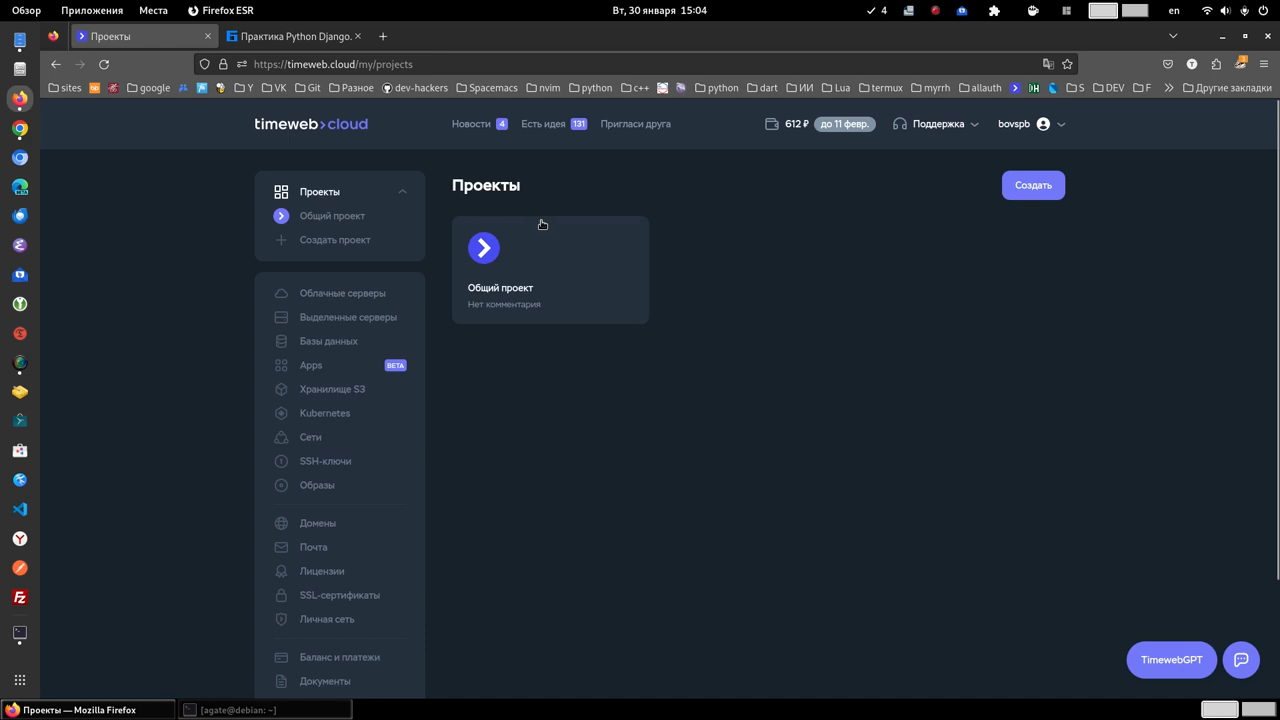 Обзор Приложения Места Firefox ESR Вт, 30 января 15:04 4 en
Проекты Практика Python Django.
https://timeweb.cloud/my/projects
sites google Y VK Git Разное dev-hackers Spacemacs nvim python c++ python dart ИИ Lua termux myrrh allauth S DEV F Другие закладки
timeweb>cloud Новости 4 Есть идея 131 Пригласи друга 612 ₽ до 11 февр. Поддержка bovspb
Проекты
Общий проект
Создать проект
Облачные серверы
Выделенные серверы
Базы данных
Apps BETA
Хранилище S3
Kubernetes
Сети
SSH-ключи
Образы
Домены
Почта
Лицензии
SSL-сертификаты
Личная сеть
Баланс и платежи
Документы
Проекты
Создать
Общий проект
Нет комментария
TimewebGPT
Проекты — Mozilla Firefox [agate@debian: ~]